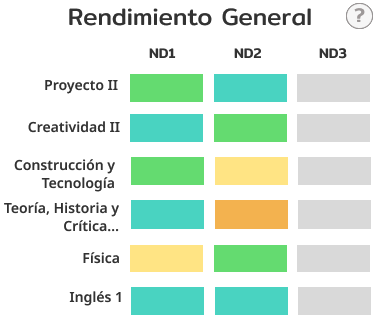 Rendimiento General
?
ND1 ND2 ND3
Proyecto II
Creatividad II
Construcción y
Tecnología
Teoría, Historia y
Crítica...
Física
Inglés 1